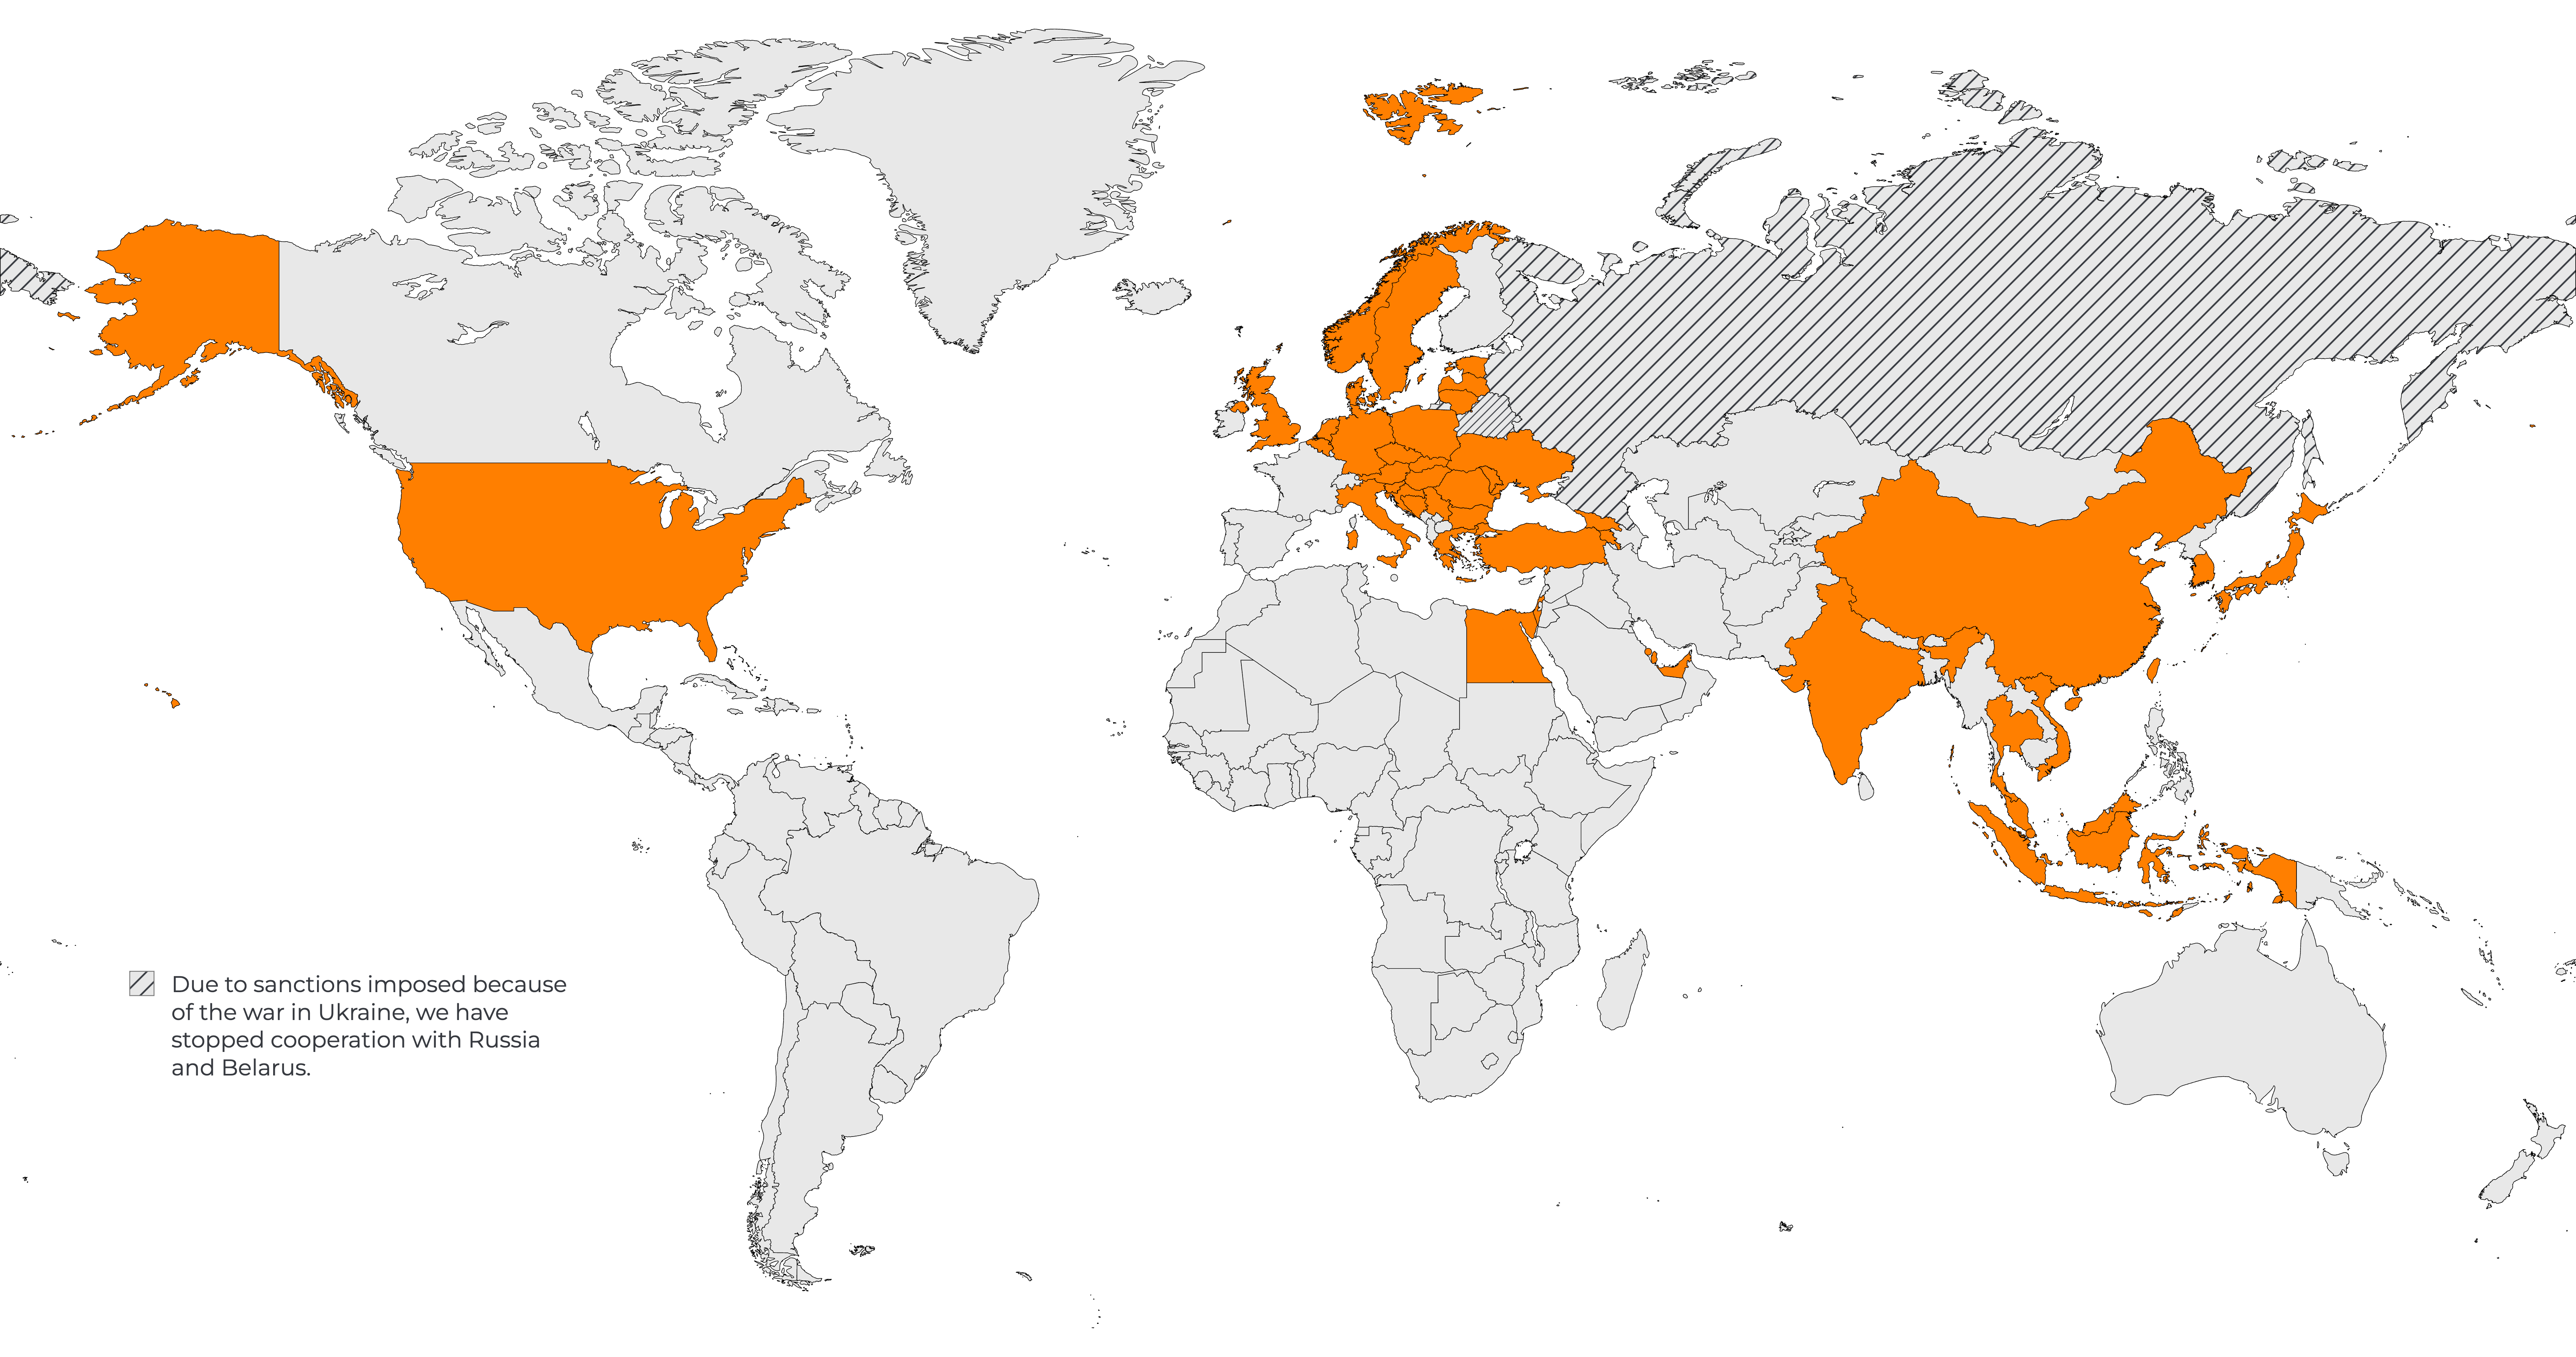 Due to sanctions imposed because
of the war in Ukraine, we have
stopped cooperation with Russia
and Belarus.